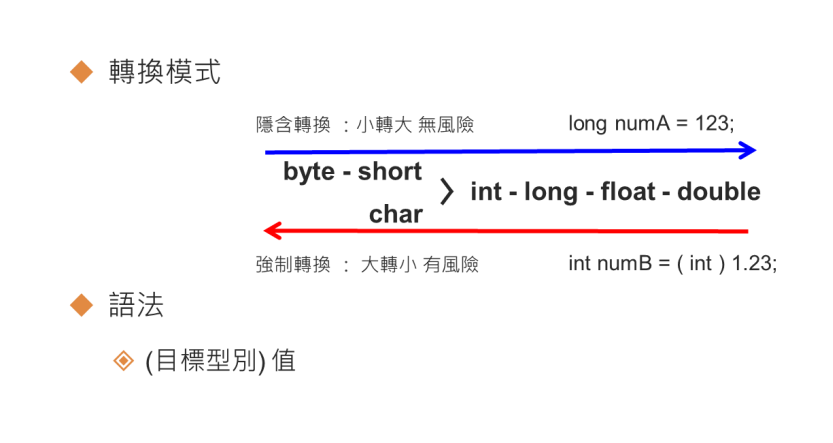 轉換模式
隱含轉換 ：小轉大 無風險 long numA = 123;
byte - short
char
> int - long - float - double
強制轉換 ： 大轉小 有風險 int numB = ( int ) 1.23;
語法
(目標型別) 值